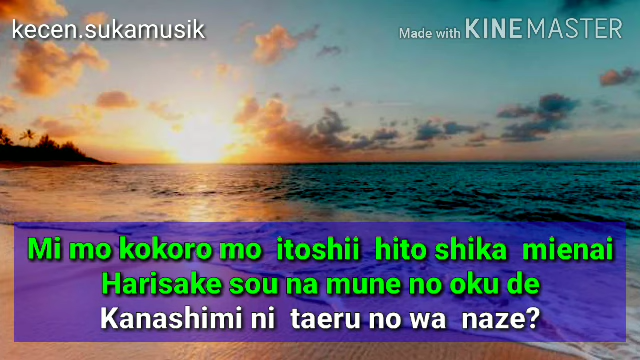 kecen.sukamusik
Made with KINEMASTER
Mi mo kokoro mo itoshii hito shika mienai
Harisake sou na mune no oku de
Kanashimi ni taeru no wa naze?